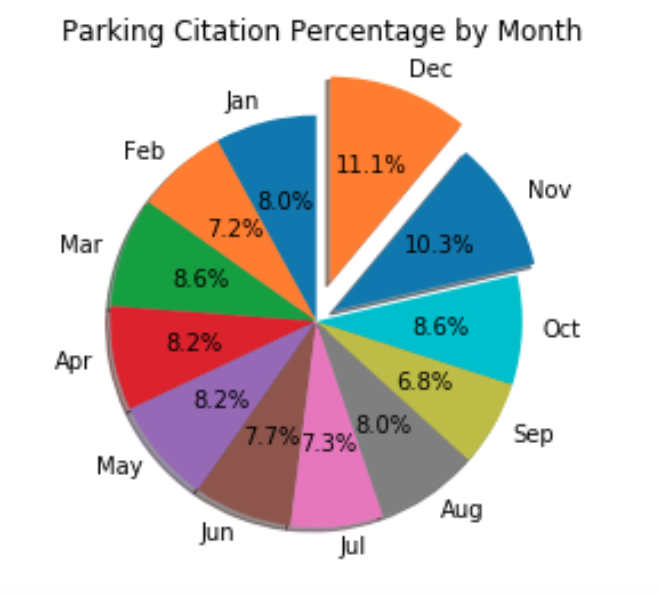 Parking Citation Percentage by Month
Dec
Jan
Feb
11.1%
Nov
8.0%
7.2%
Mar
10.3%
8.6%
8.6%
Oct
8.2%
Apr
6.8%
8.2%
8.0%
7.7%
7.3%
Sep
May
Aug
Jun
Jul